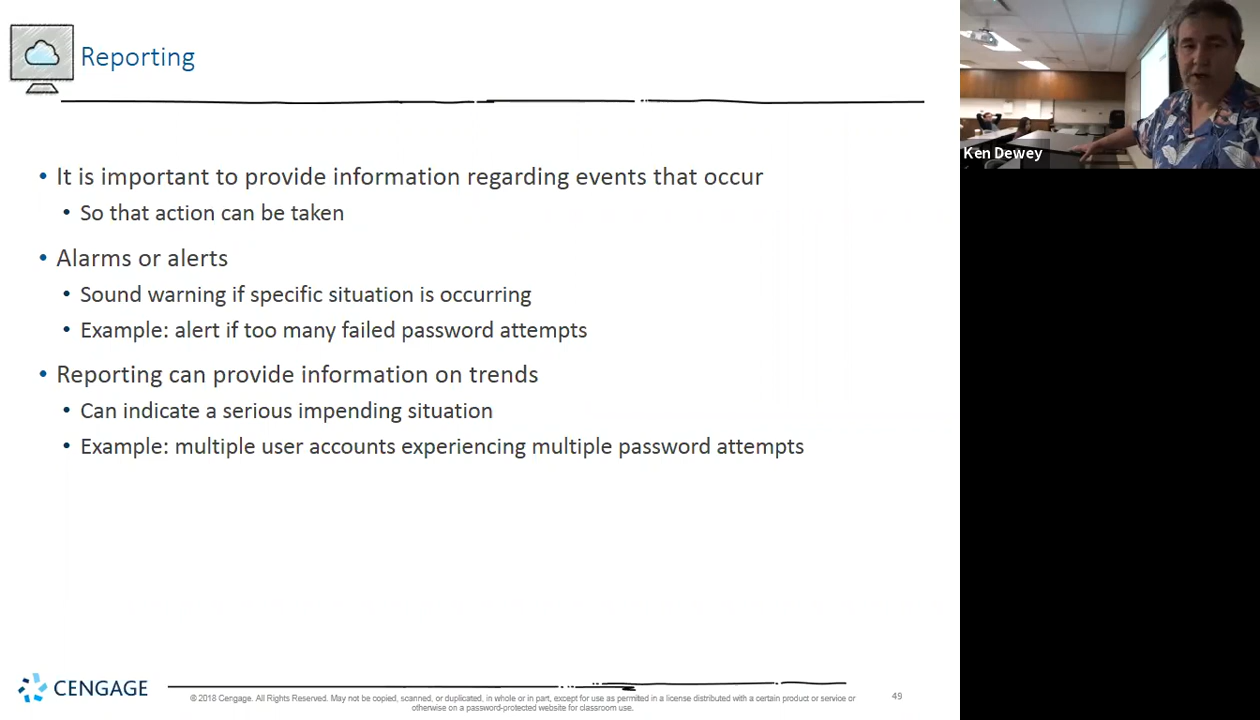 Reporting
Ken Dewey
• It is important to provide information regarding events that occur
• So that action can be taken
• Alarms or alerts
• Sound warning if specific situation is occurring
• Example: alert if too many failed password attempts
• Reporting can provide information on trends
• Can indicate a serious impending situation
• Example: multiple user accounts experiencing multiple password attempts
CENGAGE
© 2018 Cengage. All Rights Reserved. May not be copied, scanned, or duplicated, in whole or in part, except for use as permitted in a license distributed with a certain product or service or
otherwise on a password-protected website for classroom use.
49